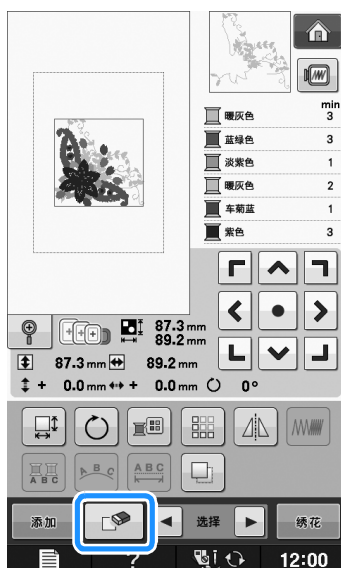 min
暖灰色 3
蓝绿色 3
淡紫色 1
暖灰色 2
车菊蓝 1
紫色 3
87.3 mm
89.2 mm
87.3 mm 89.2 mm
+ 0.0 mm + 0.0 mm 0°
A B C A B C A B C
添加 选择 绣花
? 12:00